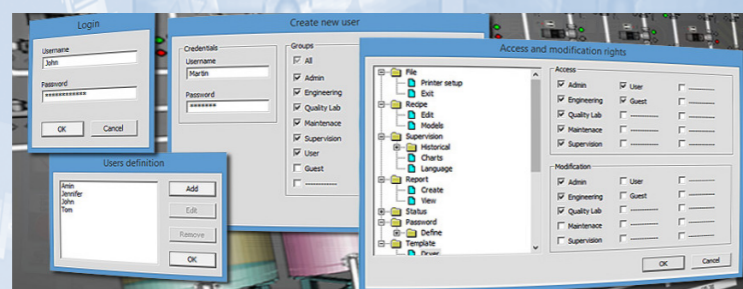 Login
Username
John
Password
************
OK
Cancel
Create new user
Credentials
Username
Martin
Password
*******
Groups
All
Admin
Engineering
Quality Lab
Maintenace
Supervision
User
Guest
Users definition
Amin
Jennifer
John
Tom
Add
Edit
Remove
OK
Access and modification rights
File
Printer setup
Exit
Recipe
Edit
Models
Supervision
Historical
Charts
Language
Report
Create
View
Status
Password
Define
Template
Dryer
Access
Admin
User
Engineering
Guest
Quality Lab
Maintenace
Supervision
Modification
Admin
User
Engineering
Guest
Quality Lab
Maintenace
Supervision
OK
Cancel